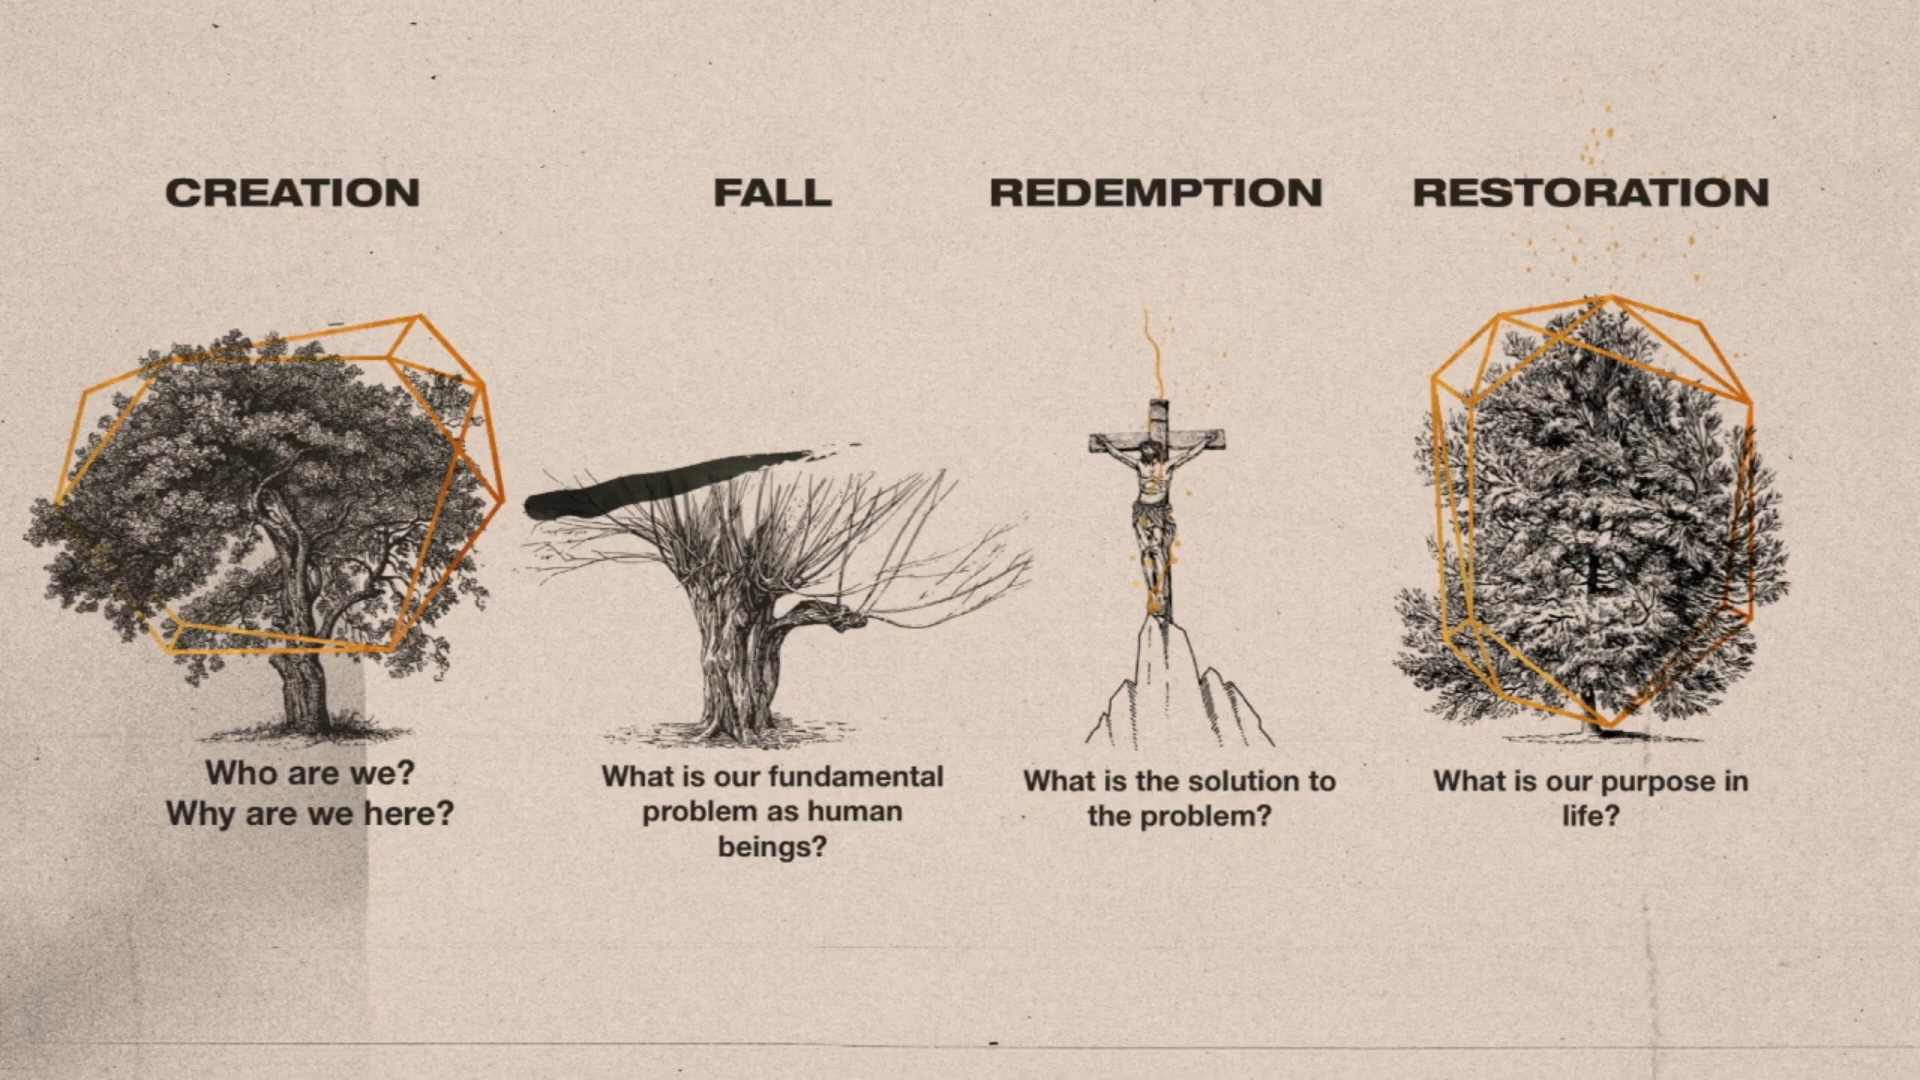 CREATION
FALL
REDEMPTION
RESTORATION
Who are we?
Why are we here?
What is our fundamental
problem as human
beings?
What is the solution to
the problem?
What is our purpose in
life?